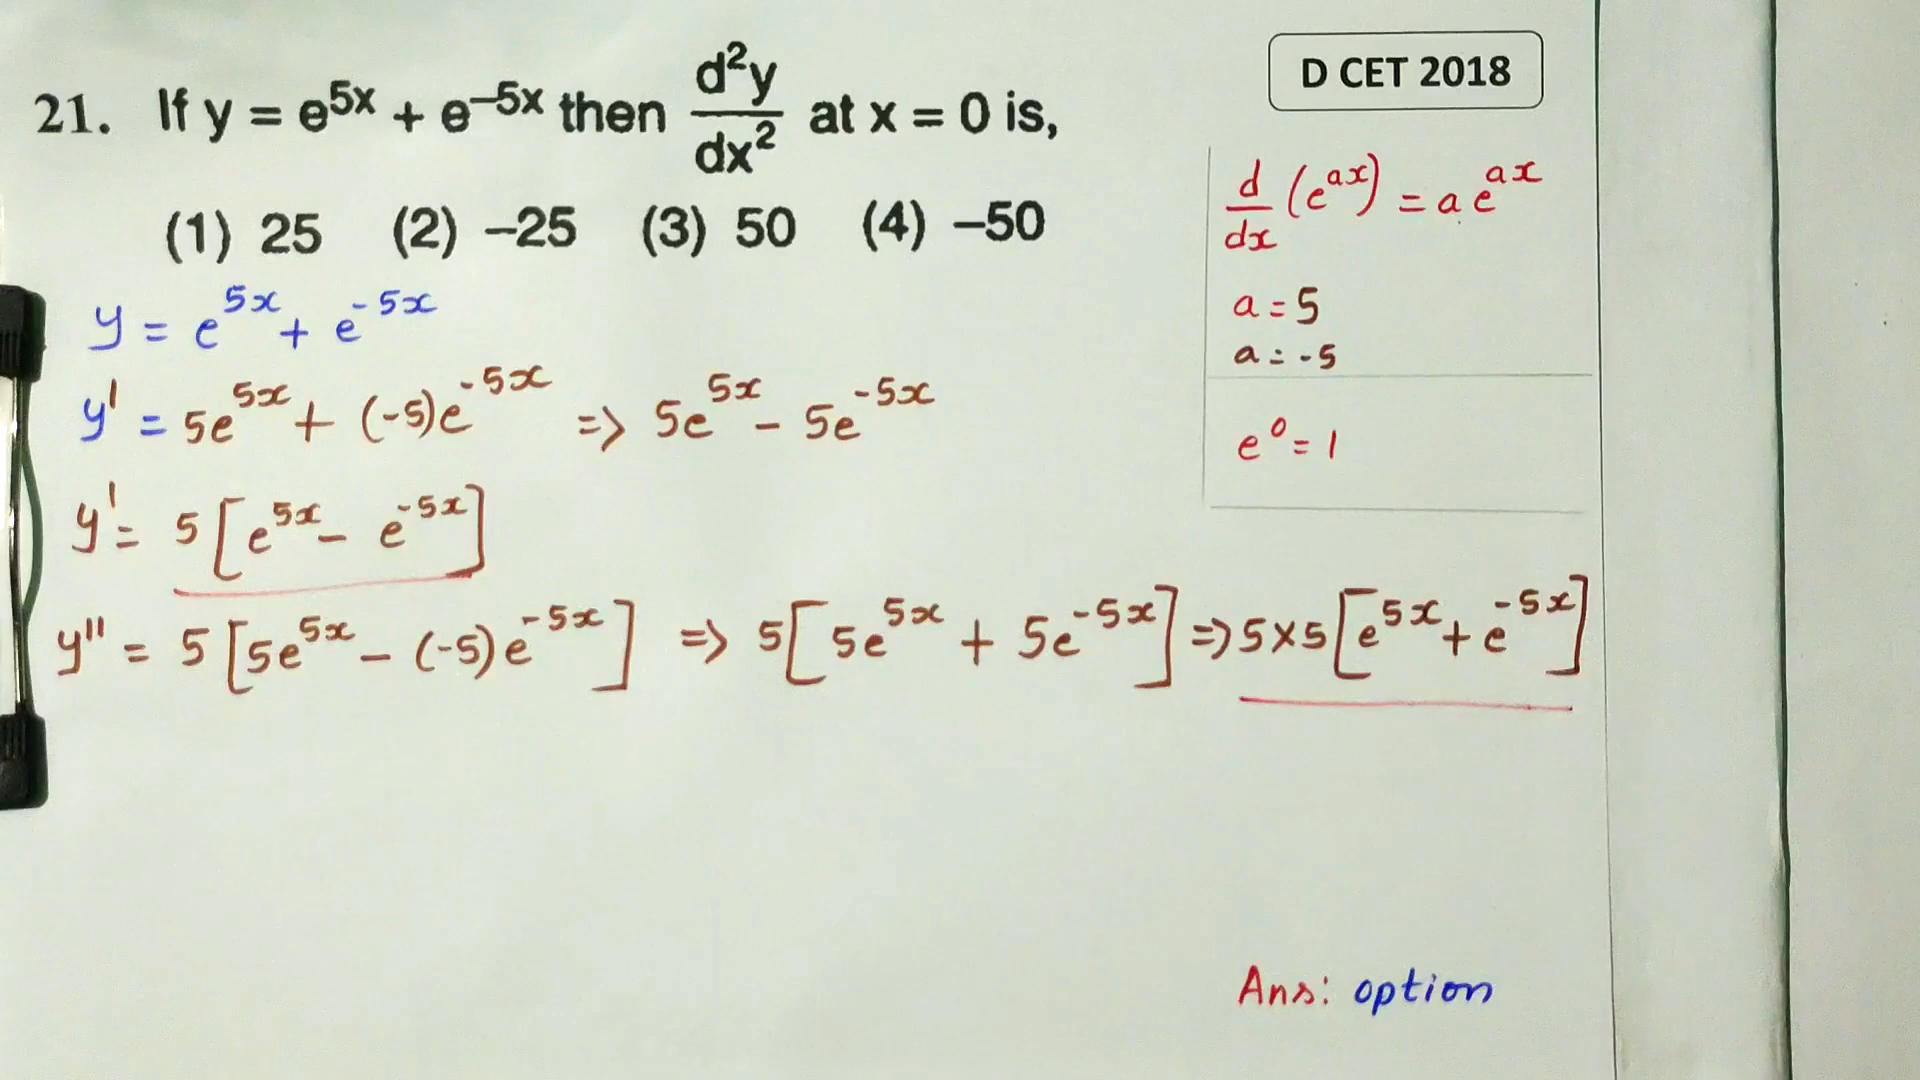 D CET 2018
21. If y = e^5x + e^-5x then d²y/dx² at x = 0 is,
(1) 25 (2) -25 (3) 50 (4) -50
y = e^5x + e^-5x
y' = 5e^5x + (-5)e^-5x => 5e^5x - 5e^-5x
y' = 5[e^5x - e^-5x]
y'' = 5[5e^5x - (-5)e^-5x] => 5[5e^5x + 5e^-5x] => 5×5[e^5x + e^-5x]
d/dx (e^ax) = a e^ax
a = 5
a = -5
e^0 = 1
Ans: option